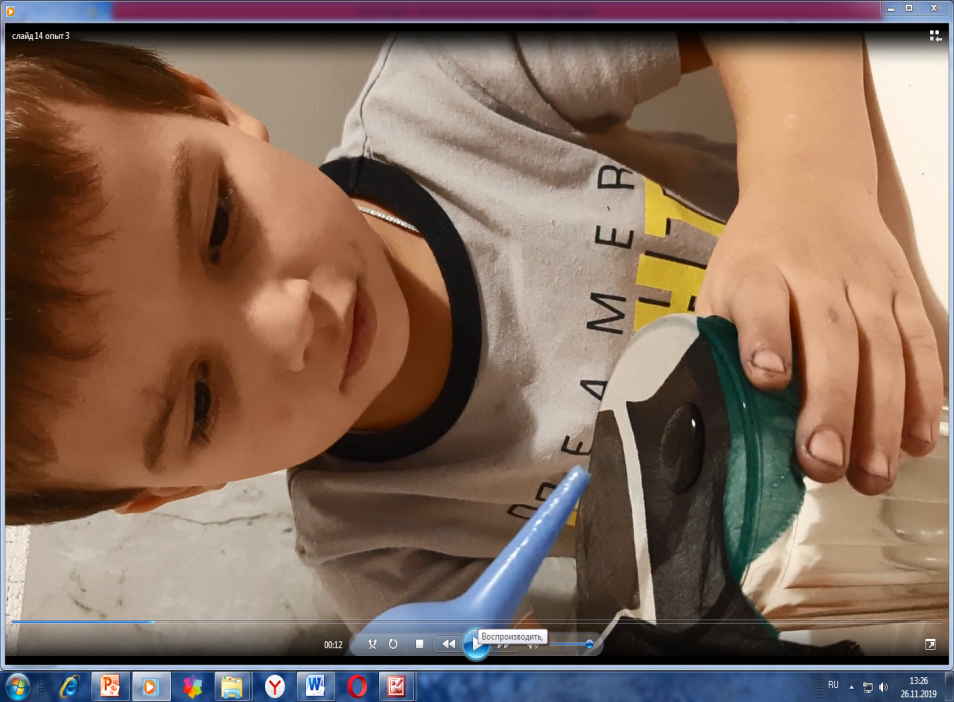 слайд 14 опыт 3
DREAMER
00:12
Воспроизводить,
RU
13:26
26.11.2019